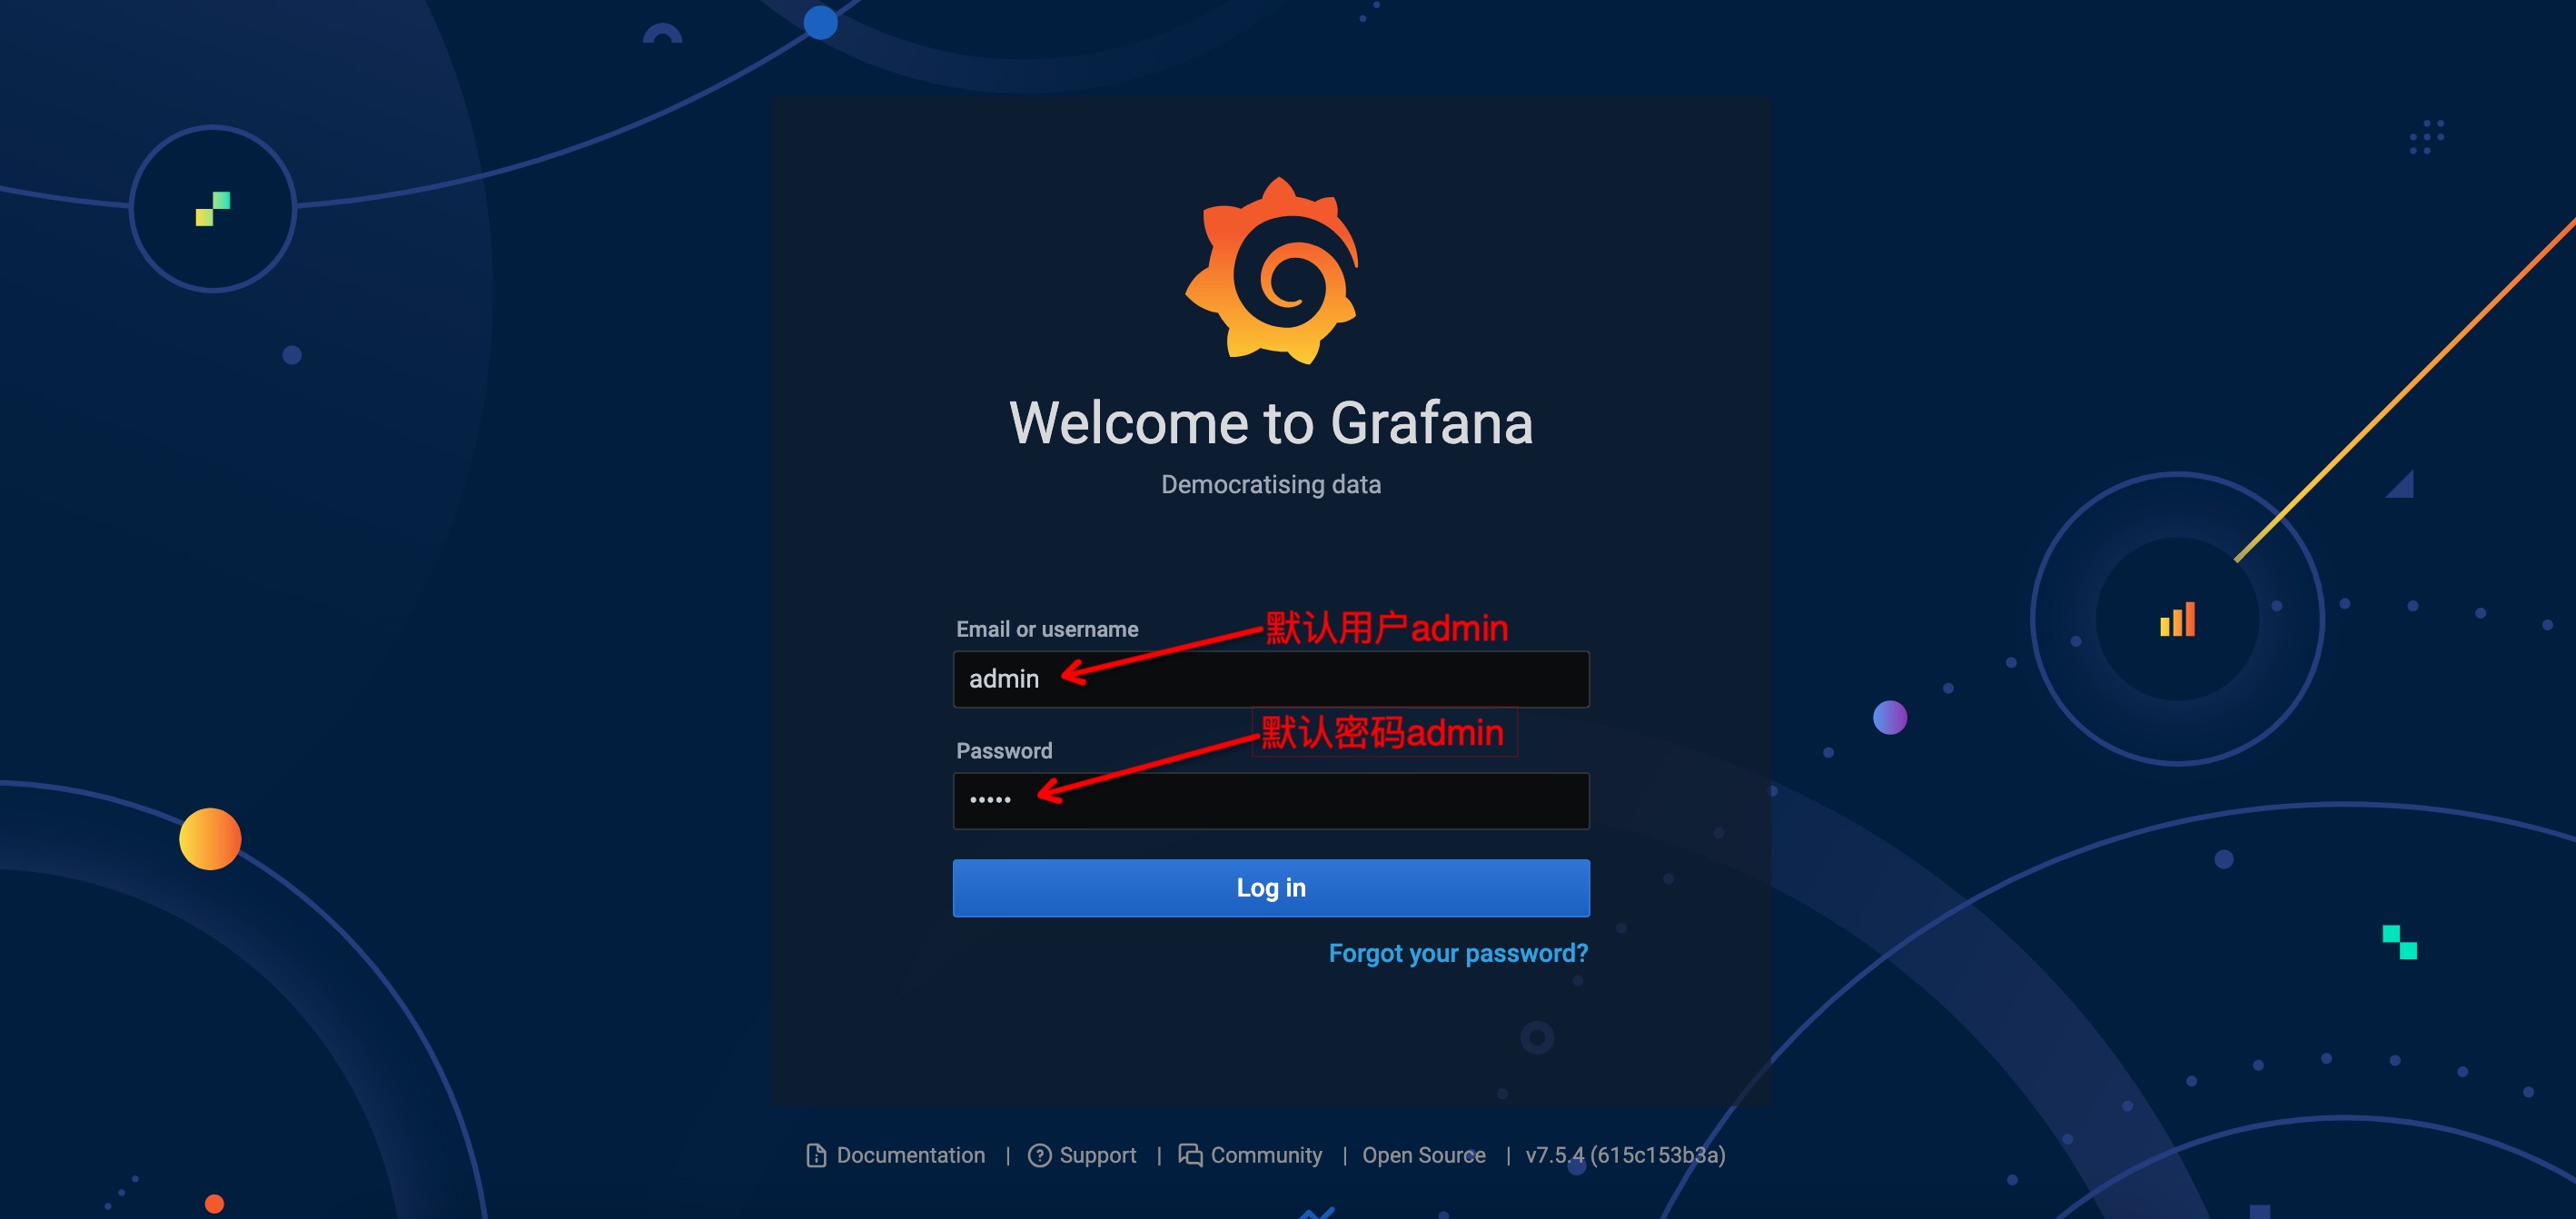 Welcome to Grafana
Democratising data
Email or username
默认用户admin
admin
默认密码admin
Password
•••••
Log in
Forgot your password?
Documentation | Support | Community | Open Source | v7.5.4 (615c153b3a)